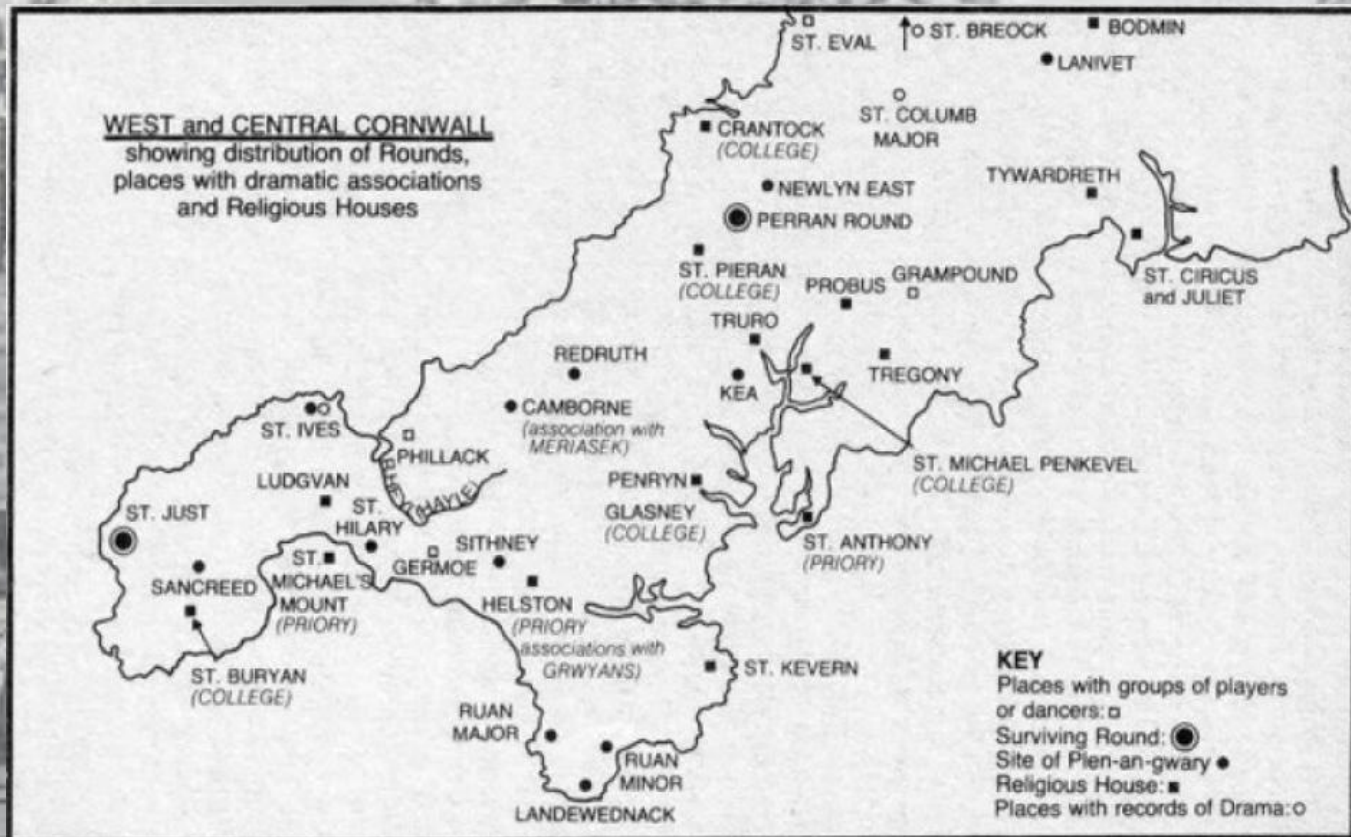 ST. EVAL
ST. BREOCK
BODMIN
LANIVET
WEST and CENTRAL CORNWALL
showing distribution of Rounds,
places with dramatic associations
and Religious Houses
CRANTOCK
(COLLEGE)
ST. COLUMB
MAJOR
NEWLYN EAST
TYWARDRETH
PERRAN ROUND
ST. PIERAN
(COLLEGE)
PROBUS
GRAMPOUND
ST. CIRICUS
and JULIET
TRURO
REDRUTH
KEA
TREGONY
ST. IVES
CAMBORNE
(association with
MERIASEK)
PHILLACK
(HAYLE)
ST. MICHAEL PENKEVEL
(COLLEGE)
LUDGVAN
PENRYN
GLASNEY
(COLLEGE)
ST. JUST
ST.
HILARY
SITHNEY
GERMOE
ST. ANTHONY
(PRIORY)
SANCREED
ST.
MICHAEL'S
MOUNT
(PRIORY)
HELSTON
(PRIORY
associations with
GRWYANS)
ST. BURYAN
(COLLEGE)
ST. KEVERN
RUAN
MAJOR
RUAN
MINOR
LANDEWEDNACK
KEY
Places with groups of players
or dancers:
Surviving Round:
Site of Plen-an-gwary
Religious House:
Places with records of Drama: